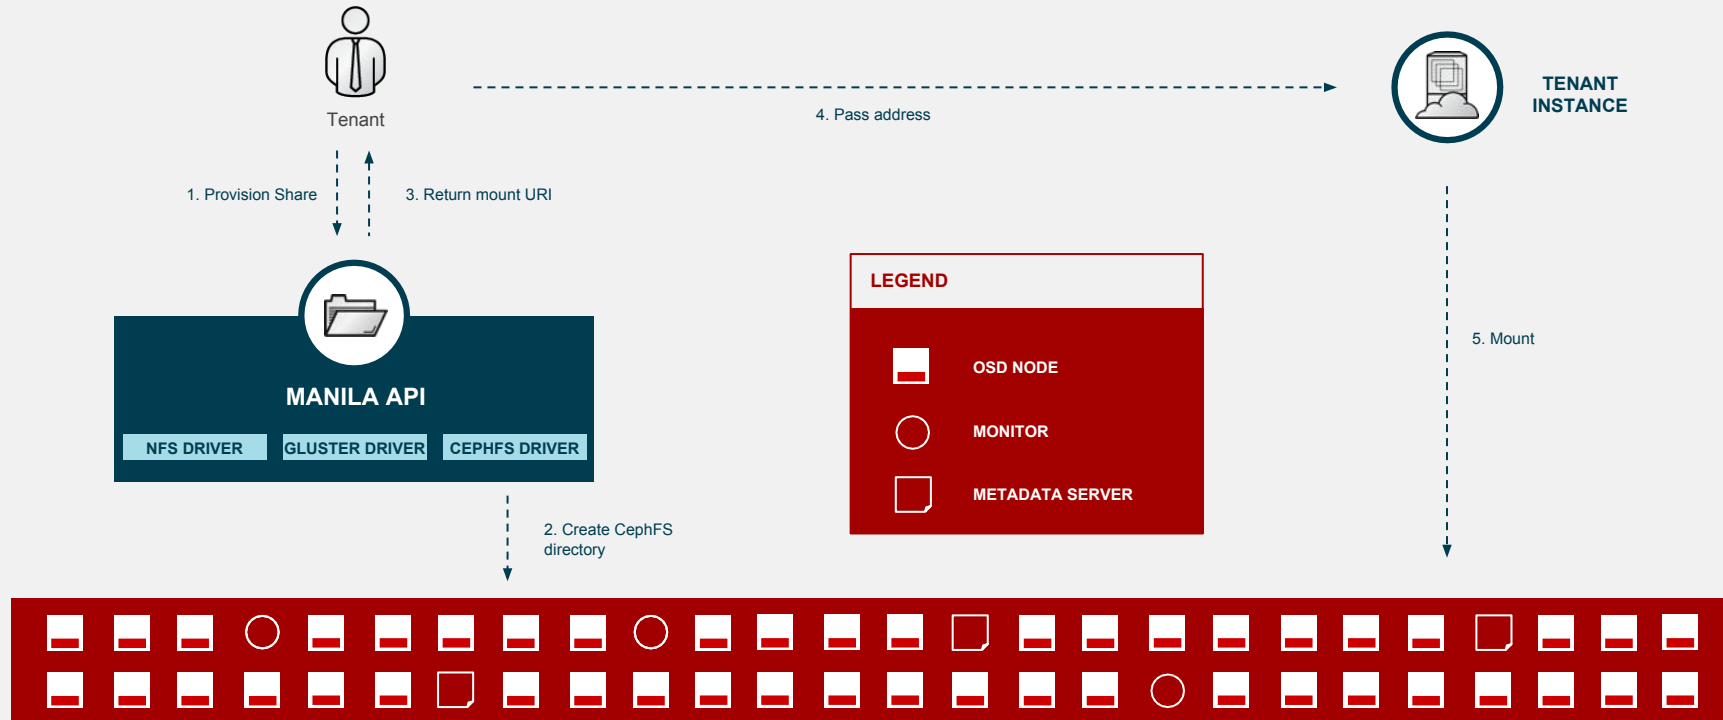 Tenant
4. Pass address
TENANT
INSTANCE
1. Provision Share
3. Return mount URI
LEGEND
OSD NODE
MONITOR
METADATA SERVER
5. Mount
MANILA API
NFS DRIVER
GLUSTER DRIVER
CEPHFS DRIVER
2. Create CephFS
directory